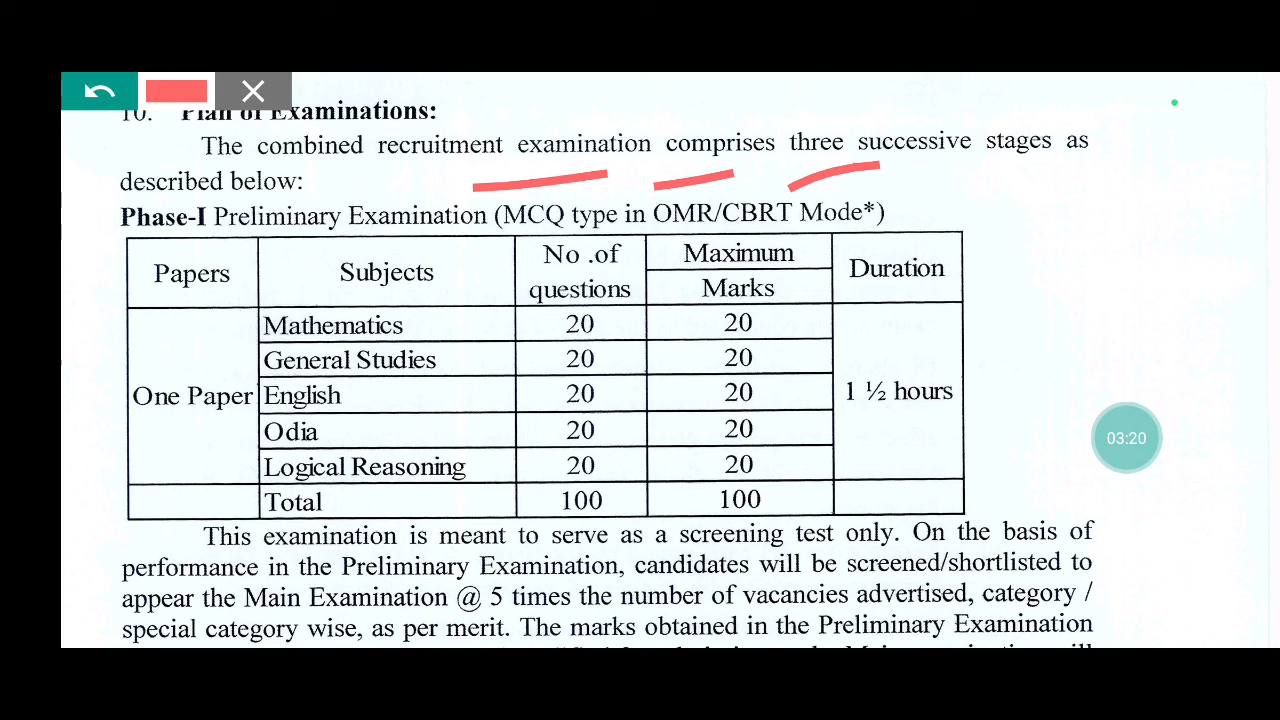 10. Plan of Examinations:
The combined recruitment examination comprises three successive stages as
described below:
Phase-I Preliminary Examination (MCQ type in OMR/CBRT Mode*)
Papers Subjects No .of questions Maximum Marks Duration
One Paper 1 ½ hours
Mathematics 20 20
General Studies 20 20
English 20 20
Odia 20 20
Logical Reasoning 20 20
Total 100 100
03:20
This examination is meant to serve as a screening test only. On the basis of
performance in the Preliminary Examination, candidates will be screened/shortlisted to
appear the Main Examination @ 5 times the number of vacancies advertised, category /
special category wise, as per merit. The marks obtained in the Preliminary Examination